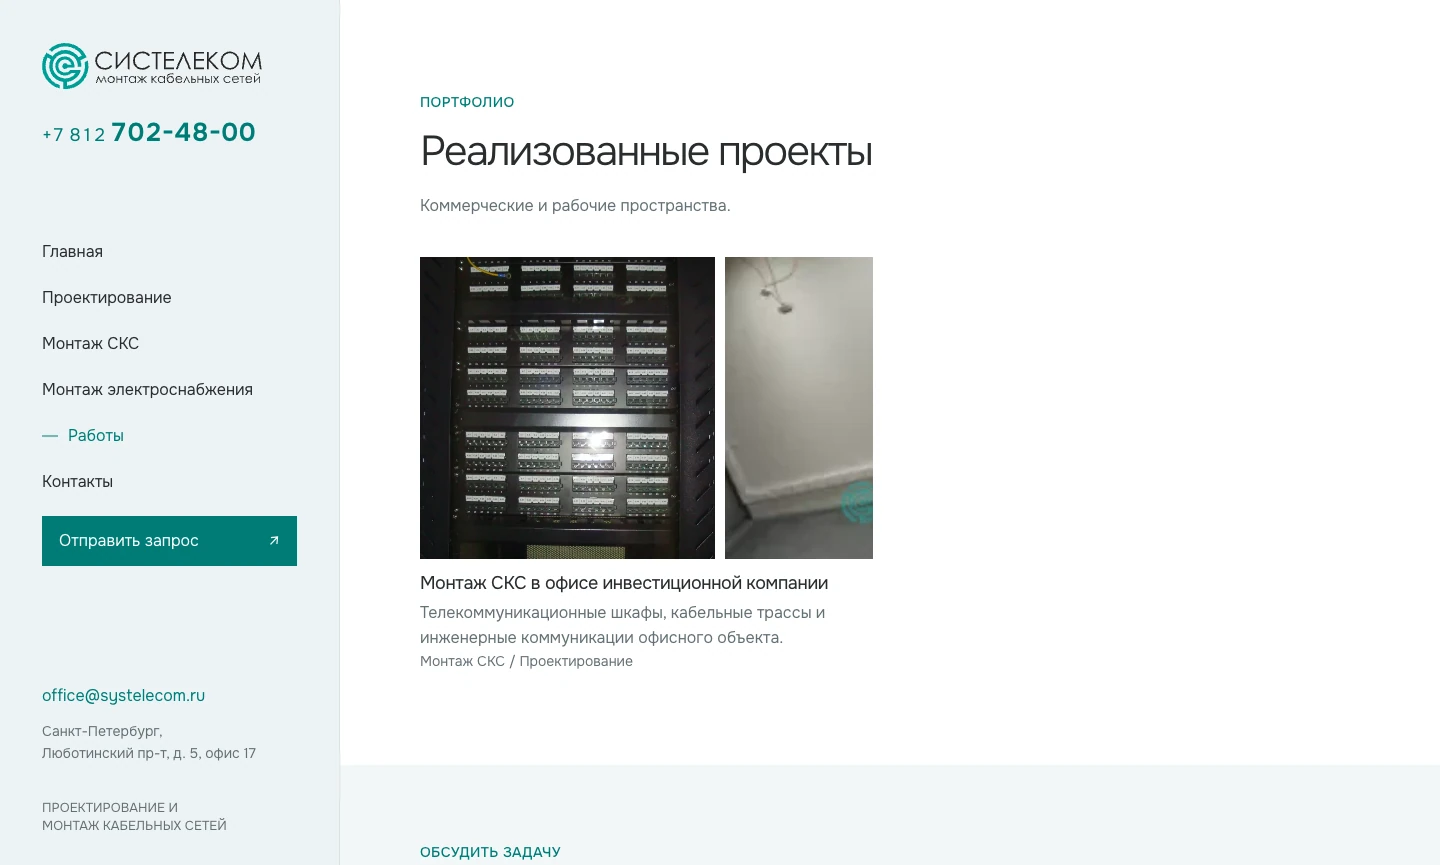 СИСТЕЛЕКОМ
монтаж кабельных сетей
+7 812 702-48-00
Главная
Проектирование
Монтаж СКС
Монтаж электроснабжения
— Работы
Контакты
Отправить запрос
office@systelecom.ru
Санкт-Петербург,
Люботинский пр-т, д. 5, офис 17
ПРОЕКТИРОВАНИЕ И
МОНТАЖ КАБЕЛЬНЫХ СЕТЕЙ
ПОРТФОЛИО
Реализованные проекты
Коммерческие и рабочие пространства.
Монтаж СКС в офисе инвестиционной компании
Телекоммуникационные шкафы, кабельные трассы и
инженерные коммуникации офисного объекта.
Монтаж СКС / Проектирование
ОБСУДИТЬ ЗАДАЧУ